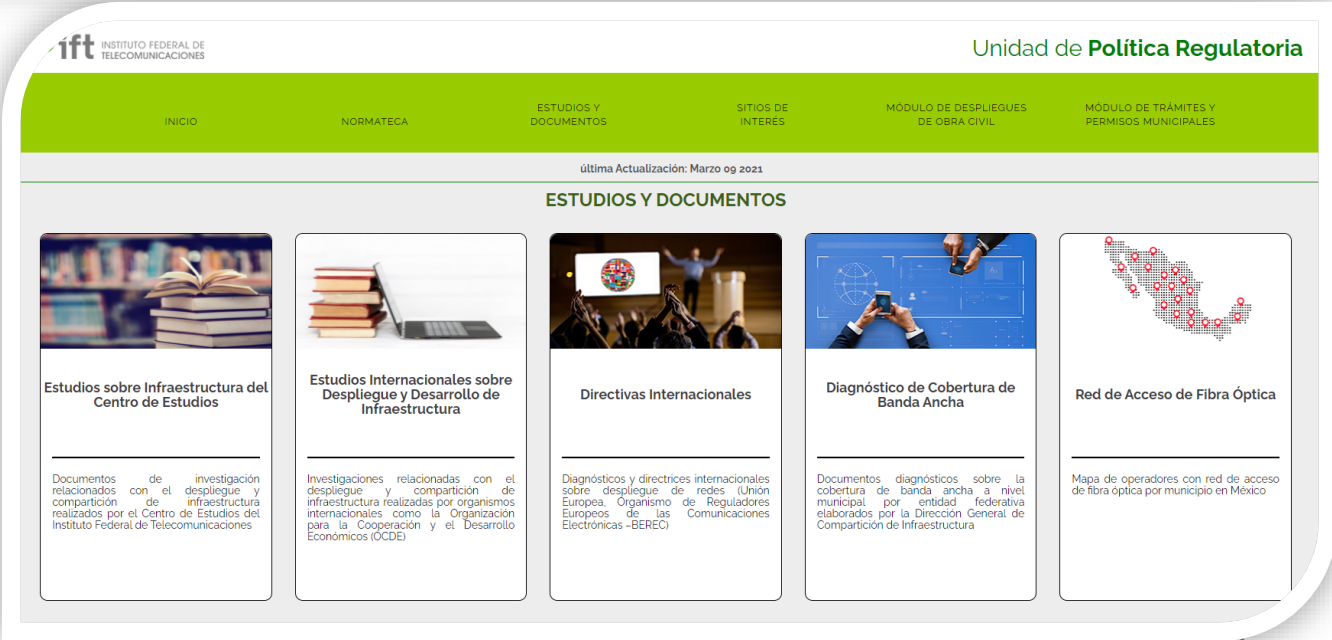 ift INSTITUTO FEDERAL DE
TELECOMUNICACIONES
Unidad de Política Regulatoria
INICIO
NORMATECA
ESTUDIOS Y
DOCUMENTOS
SITIOS DE
INTERÉS
MÓDULO DE DESPLIEGUES
DE OBRA CIVIL
MÓDULO DE TRÁMITES Y
PERMISOS MUNICIPALES
última Actualización: Marzo 09 2021
ESTUDIOS Y DOCUMENTOS
Estudios sobre Infraestructura del
Centro de Estudios
Documentos de investigación
relacionados con el despliegue y
compartición de infraestructura
realizados por el Centro de Estudios del
Instituto Federal de Telecomunicaciones
Estudios Internacionales sobre
Despliegue y Desarrollo de
Infraestructura
Investigaciones relacionadas con el
despliegue y compartición de
infraestructura realizadas por organismos
internacionales como la Organización
para la Cooperación y el Desarrollo
Económicos (OCDE)
Directivas Internacionales
Diagnósticos y directrices internacionales
sobre despliegue de redes (Unión
Europea, Organismo de Reguladores
Europeos de las Comunicaciones
Electrónicas –BEREC)
Diagnóstico de Cobertura de
Banda Ancha
Documentos diagnósticos sobre la
cobertura de banda ancha a nivel
municipal por entidad federativa
elaborados por la Dirección General de
Compartición de Infraestructura
Red de Acceso de Fibra Óptica
Mapa de operadores con red de acceso
de fibra óptica por municipio en México